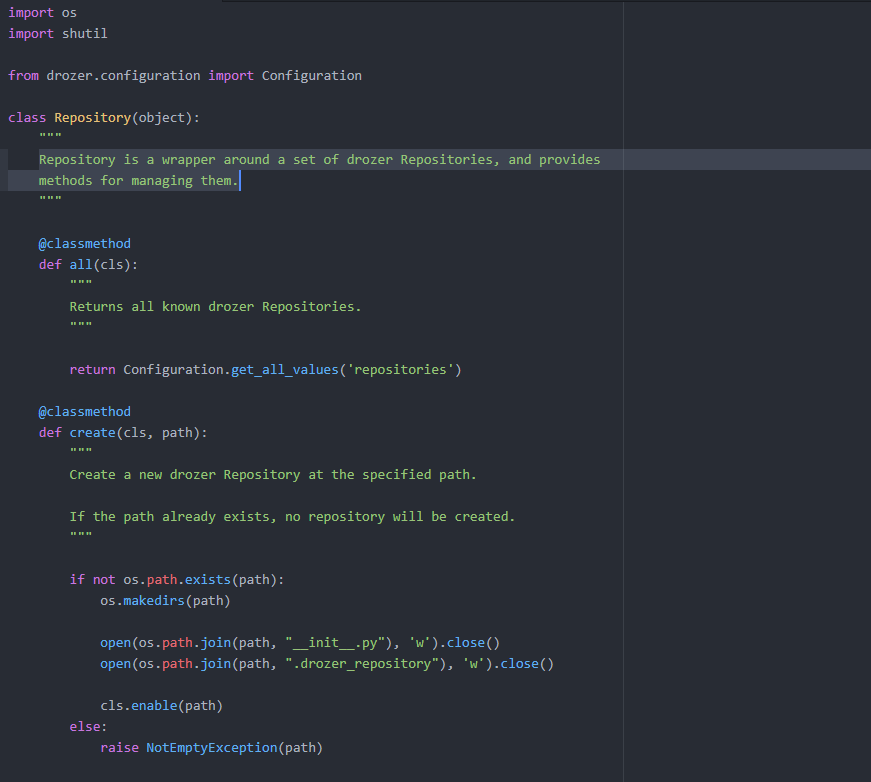 import os
import shutil
from drozer.configuration import Configuration
class Repository(object):
"""
Repository is a wrapper around a set of drozer Repositories, and provides
methods for managing them.
"""
@classmethod
def all(cls):
"""
Returns all known drozer Repositories.
"""
return Configuration.get_all_values('repositories')
@classmethod
def create(cls, path):
"""
Create a new drozer Repository at the specified path.
If the path already exists, no repository will be created.
"""
if not os.path.exists(path):
os.makedirs(path)
open(os.path.join(path, "__init__.py"), 'w').close()
open(os.path.join(path, ".drozer_repository"), 'w').close()
cls.enable(path)
else:
raise NotEmptyException(path)